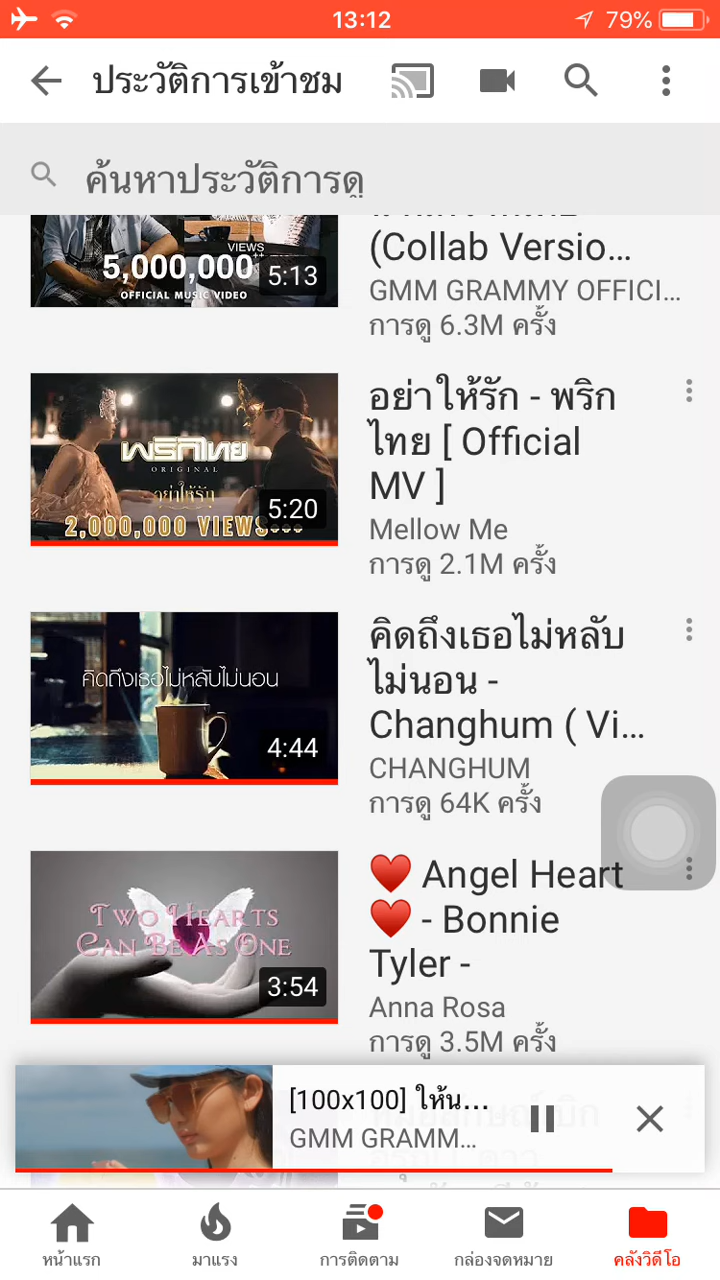 13:12
79%
ประวัติการเข้าชม
ค้นหาประวัติการดู
VIEWS
5,000,000++
OFFICIAL MUSIC VIDEO
5:13
(Collab Versio...
GMM GRAMMY OFFICI...
การดู 6.3M ครั้ง
พริกไทย
ORIGINAL
อย่าให้รัก
2,000,000 VIEWS
5:20
อย่าให้รัก - พริก
ไทย [ Official
MV ]
Mellow Me
การดู 2.1M ครั้ง
คิดถึงเธอไม่หลับไม่นอน
4:44
คิดถึงเธอไม่หลับ
ไม่นอน -
Changhum ( Vi...
CHANGHUM
การดู 64K ครั้ง
TWO HEARTS
CAN BE AS ONE
3:54
♥️ Angel Heart
♥️ - Bonnie
Tyler -
Anna Rosa
การดู 3.5M ครั้ง
[100x100] ให้น...
GMM GRAMM...
หน้าแรก
มาแรง
การติดตาม
กล่องจดหมาย
คลังวิดีโอ